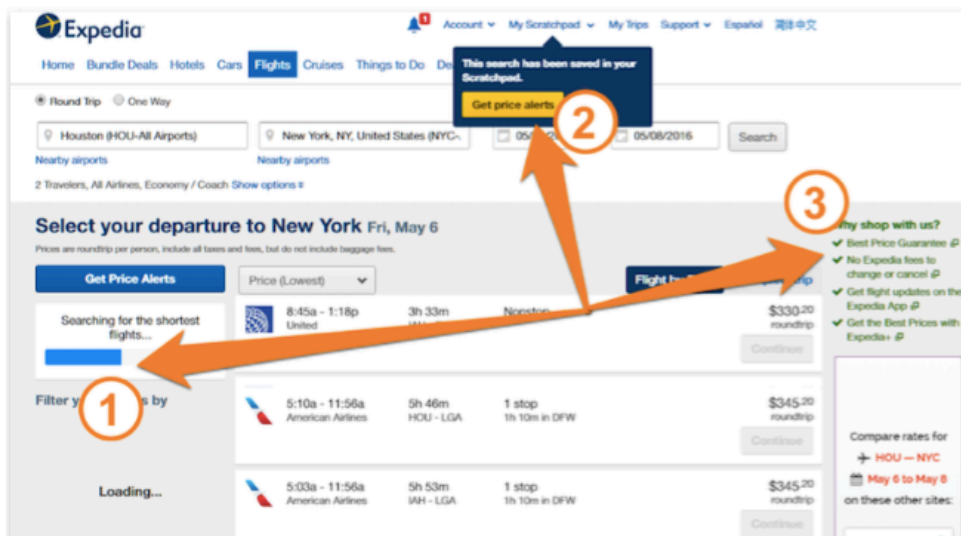 Expedia
1
Account My Scratchpad My Trips Support Español 简体中文
Home Bundle Deals Hotels Cars Flights Cruises Things to Do
This search has been saved in your
Scratchpad.
Get price alerts
2
Round Trip One Way
Houston (HOU-All Airports)
New York, NY, United States (NYC-.
05/08/2016
Search
Nearby airports
Nearby airports
2 Travelers, All Airlines, Economy / Coach Show options
3
Select your departure to New York Fri, May 6
Prices are roundtrip per person, include all taxes and fees, but do not include baggage fees.
Why shop with us?
Best Price Guarantee
No Expedia fees to
change or cancel
Get flight updates on the
Expedia App
Get the Best Prices with
Expedia+
Get Price Alerts
Price (Lowest)
Flight
Searching for the shortest
flights...
8:45a - 1:18p
United
3h 33m
Nonstop
$330.20
roundtrip
Continue
1
Filter by
5:10a - 11:56a
American Airlines
5h 46m
HOU - LGA
1 stop
1h 10m in DFW
$345.20
roundtrip
Continue
Loading...
5:03a - 11:56a
American Airlines
5h 53m
IAH - LGA
1 stop
1h 10m in DFW
$345.20
roundtrip
Continue
Compare rates for
HOU — NYC
May 6 to May 8
on these other sites: